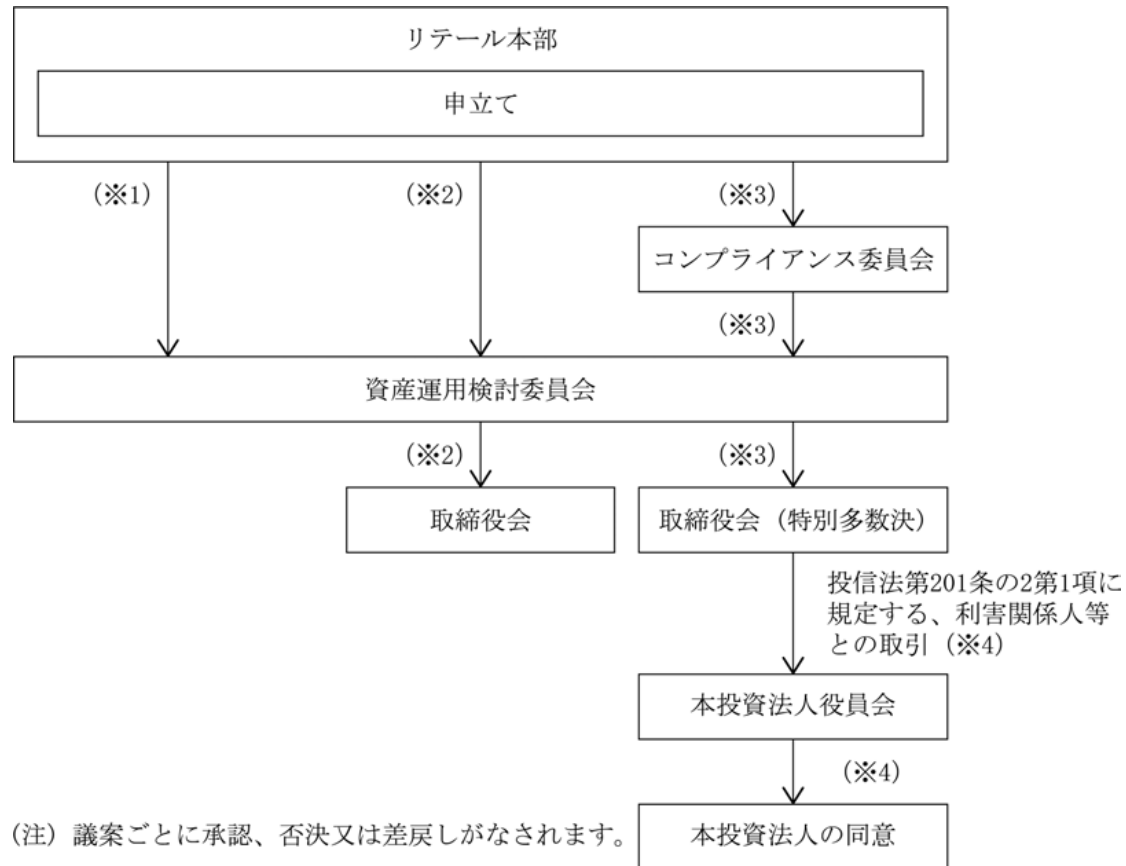 リテール本部
申立て
(※1)
(※2)
(※3)
コンプライアンス委員会
(※3)
資産運用検討委員会
(※2)
(※3)
取締役会
取締役会（特別多数決）
投信法第201条の2第1項に
規定する、利害関係人等
との取引（※4）
本投資法人役員会
(※4)
(注) 議案ごとに承認、否決又は差戻しがなされます。
本投資法人の同意